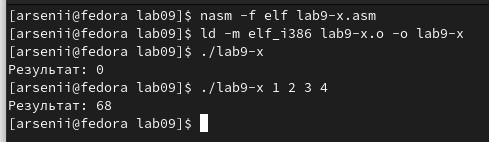 [arsenii@fedora lab09]$ nasm -f elf lab9-x.asm
[arsenii@fedora lab09]$ ld -m elf_i386 lab9-x.o -o lab9-x
[arsenii@fedora lab09]$ ./lab9-x
Результат: 0
[arsenii@fedora lab09]$ ./lab9-x 1 2 3 4
Результат: 68
[arsenii@fedora lab09]$